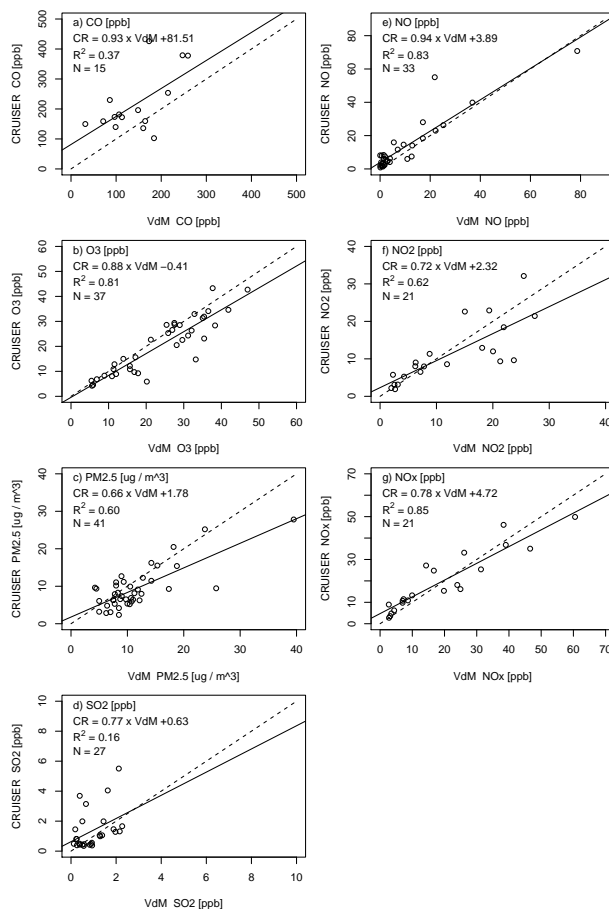 a) CO [ppb]
CR = 0.93 x VdM +81.51
R² = 0.37
N = 15
CRUISER CO [ppb]
0 100 200 300 400 500
0 100 200 300 400 500
VdM CO [ppb]
e) NO [ppb]
CR = 0.94 x VdM +3.89
R² = 0.83
N = 33
CRUISER NO [ppb]
0 20 40 60 80
0 20 40 60 80
VdM NO [ppb]
b) O3 [ppb]
CR = 0.88 x VdM −0.41
R² = 0.81
N = 37
CRUISER O3 [ppb]
0 10 20 30 40 50 60
0 10 20 30 40 50 60
VdM O3 [ppb]
f) NO2 [ppb]
CR = 0.72 x VdM +2.32
R² = 0.62
N = 21
CRUISER NO2 [ppb]
0 10 20 30 40
0 10 20 30 40
VdM NO2 [ppb]
c) PM2.5 [ug / m^3]
CR = 0.66 x VdM +1.78
R² = 0.60
N = 41
CRUISER PM2.5 [ug / m^3]
0 10 20 30 40
0 10 20 30 40
VdM PM2.5 [ug / m^3]
g) NOx [ppb]
CR = 0.78 x VdM +4.72
R² = 0.85
N = 21
CRUISER NOx [ppb]
0 10 30 50 70
0 10 20 30 40 50 60 70
VdM NOx [ppb]
d) SO2 [ppb]
CR = 0.77 x VdM +0.63
R² = 0.16
N = 27
CRUISER SO2 [ppb]
0 2 4 6 8 10
0 2 4 6 8 10
VdM SO2 [ppb]